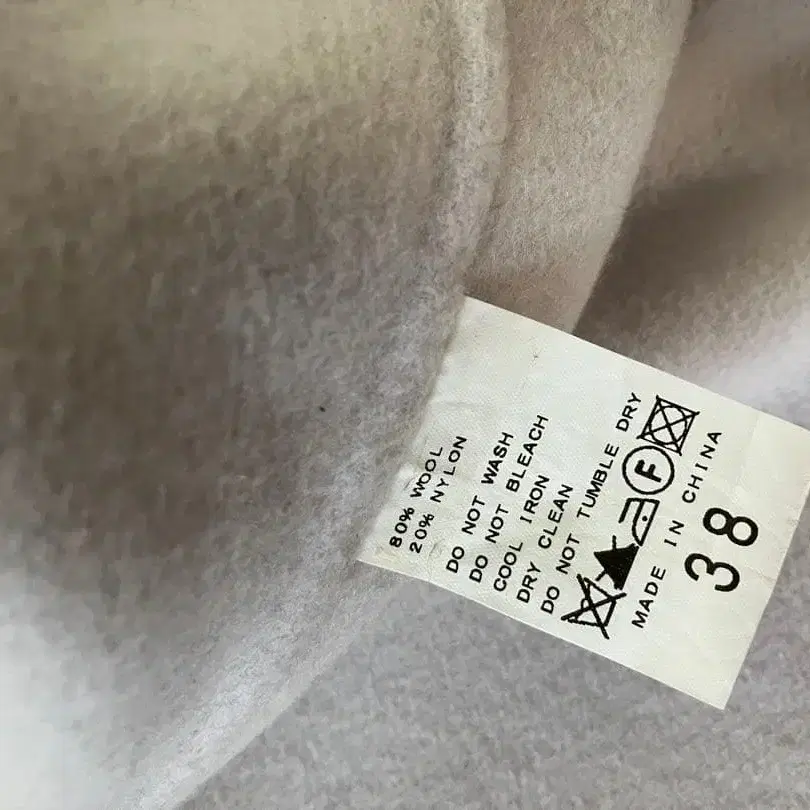 80% WOOL
20% NYLON
DO NOT WASH
DO NOT BLEACH
COOL IRON
DRY CLEAN
DO NOT TUMBLE DRY
F
MADE IN CHINA
38